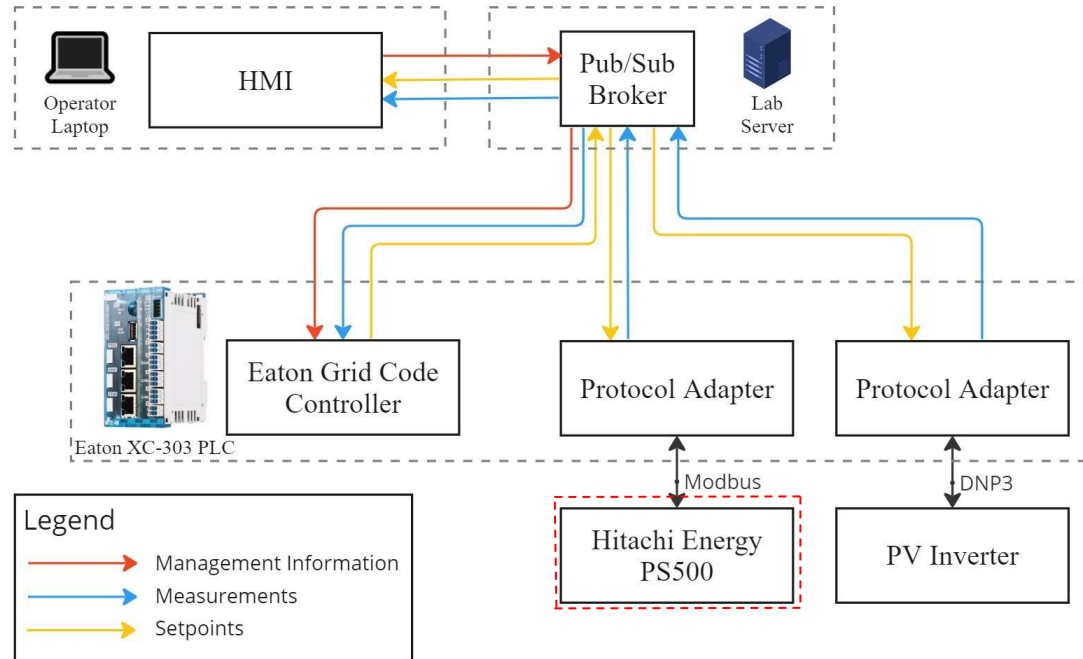 Operator
Laptop
HMI
Pub/Sub
Broker
Lab
Server
Eaton XC-303 PLC
Eaton Grid Code
Controller
Protocol Adapter
Protocol Adapter
Modbus
DNP3
Hitachi Energy
PS500
PV Inverter
Legend
Management Information
Measurements
Setpoints